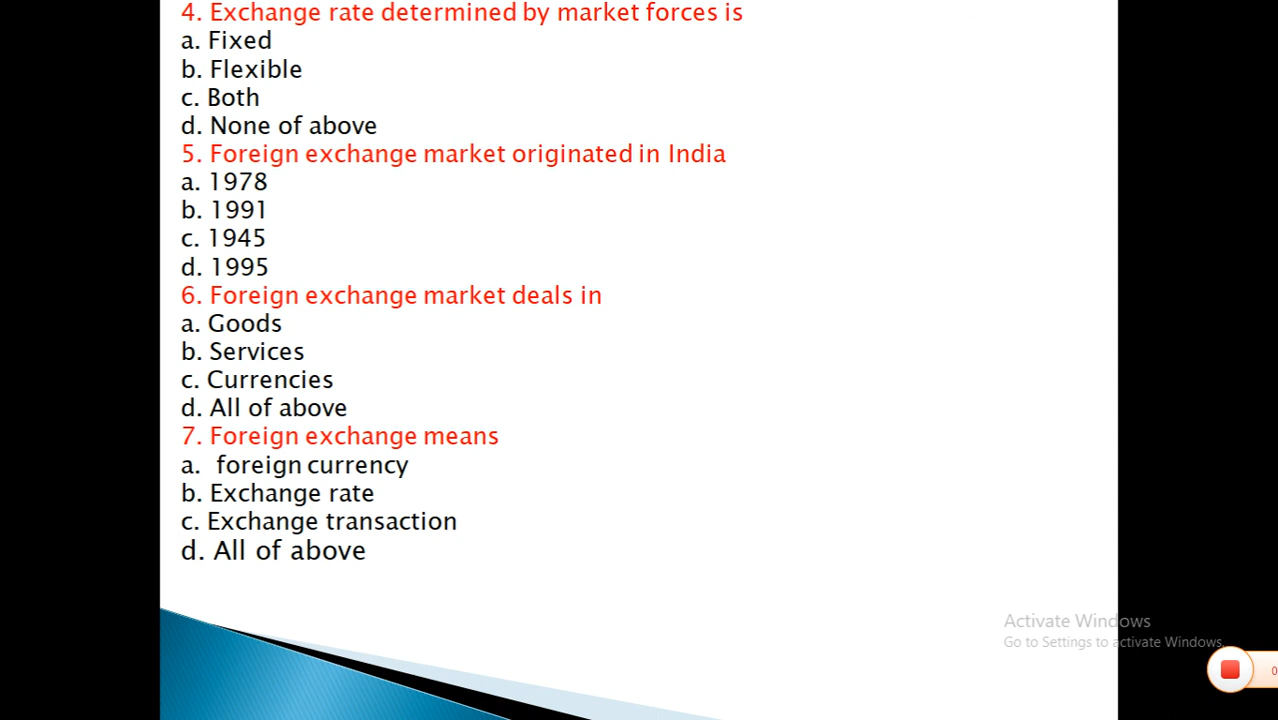 4. Exchange rate determined by market forces is
a. Fixed
b. Flexible
c. Both
d. None of above
5. Foreign exchange market originated in India
a. 1978
b. 1991
c. 1945
d. 1995
6. Foreign exchange market deals in
a. Goods
b. Services
c. Currencies
d. All of above
7. Foreign exchange means
a. foreign currency
b. Exchange rate
c. Exchange transaction
d. All of above
Activate Windows
Go to Settings to activate Windows.
0